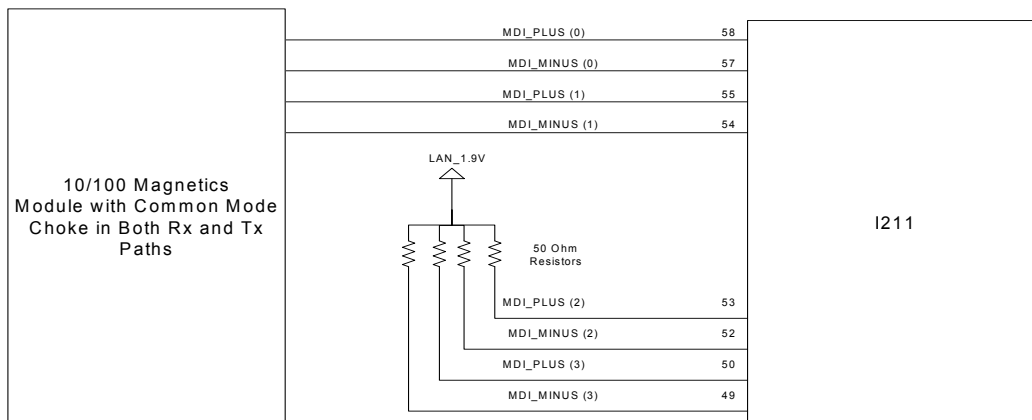 MDI_PLUS (0) 58
MDI_MINUS (0) 57
MDI_PLUS (1) 55
MDI_MINUS (1) 54
LAN_1.9V
10/100 Magnetics
Module with Common Mode
Choke in Both Rx and Tx
Paths
I211
50 Ohm
Resistors
MDI_PLUS (2) 53
MDI_MINUS (2) 52
MDI_PLUS (3) 50
MDI_MINUS (3) 49